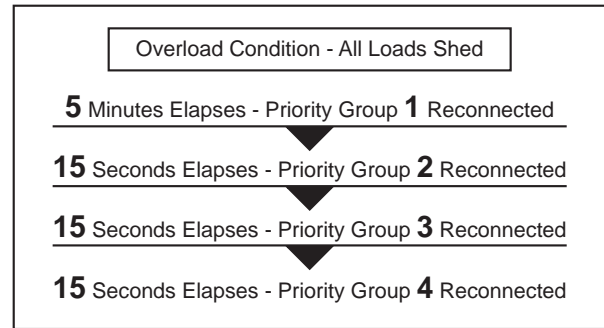 Overload Condition - All Loads Shed
5 Minutes Elapses - Priority Group 1 Reconnected
15 Seconds Elapses - Priority Group 2 Reconnected
15 Seconds Elapses - Priority Group 3 Reconnected
15 Seconds Elapses - Priority Group 4 Reconnected